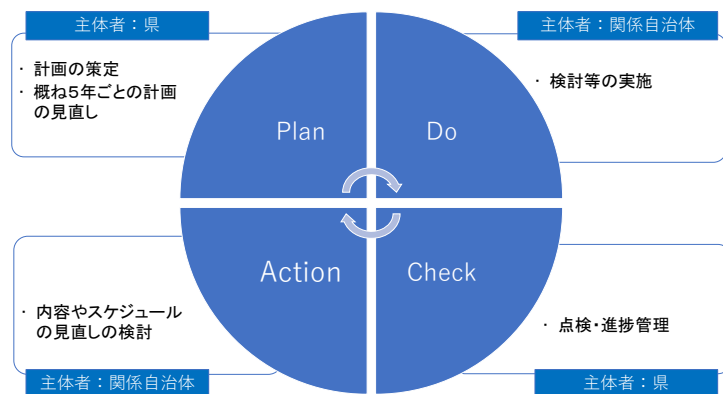 主体者：県
・ 計画の策定
・ 概ね５年ごとの計画
の見直し
Plan
主体者：関係自治体
・ 検討等の実施
Do
Action
・ 内容やスケジュール
の見直しの検討
主体者：関係自治体
Check
・ 点検・進捗管理
主体者：県